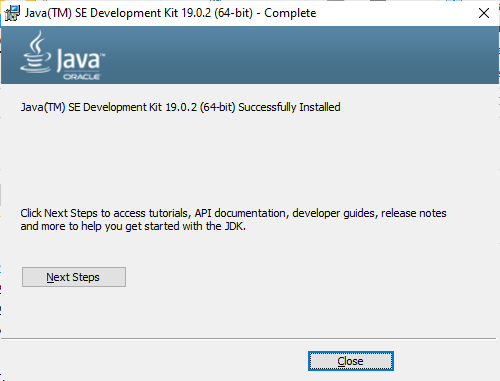 Java(TM) SE Development Kit 19.0.2 (64-bit) - Complete
Java™
ORACLE
Java(TM) SE Development Kit 19.0.2 (64-bit) Successfully Installed
Click Next Steps to access tutorials, API documentation, developer guides, release notes
and more to help you get started with the JDK.
Next Steps
Close